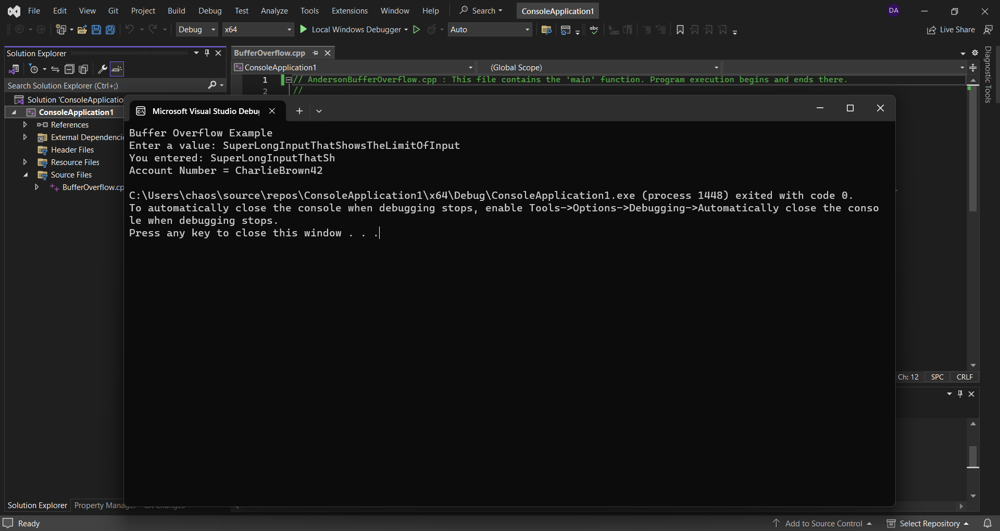 File Edit View Git Project Build Debug Test Analyze Tools Extensions Window Help Search ConsoleApplication1 DA
Debug x64 Local Windows Debugger Auto abc Live Share
Solution Explorer
BufferOverflow.cpp
Diagnostic Tools
ConsoleApplication1 (Global Scope)
Search Solution Explorer (Ctrl+;)
1 // AndersonBufferOverflow.cpp : This file contains the 'main' function. Program execution begins and ends there.
2 //
Solution 'ConsoleApplicatio
ConsoleApplication1
References
External Dependencie
Header Files
Resource Files
Source Files
BufferOverflow.cp
Microsoft Visual Studio Debug
Buffer Overflow Example
Enter a value: SuperLongInputThatShowsTheLimitOfInput
You entered: SuperLongInputThatSh
Account Number = CharlieBrown42
C:\Users\chaos\source\repos\ConsoleApplication1\x64\Debug\ConsoleApplication1.exe (process 1448) exited with code 0.
To automatically close the console when debugging stops, enable Tools->Options->Debugging->Automatically close the conso
le when debugging stops.
Press any key to close this window . . .
Ch: 12 SPC CRLF
Solution Explorer Property Manager Git Changes
Ready Add to Source Control Select Repository